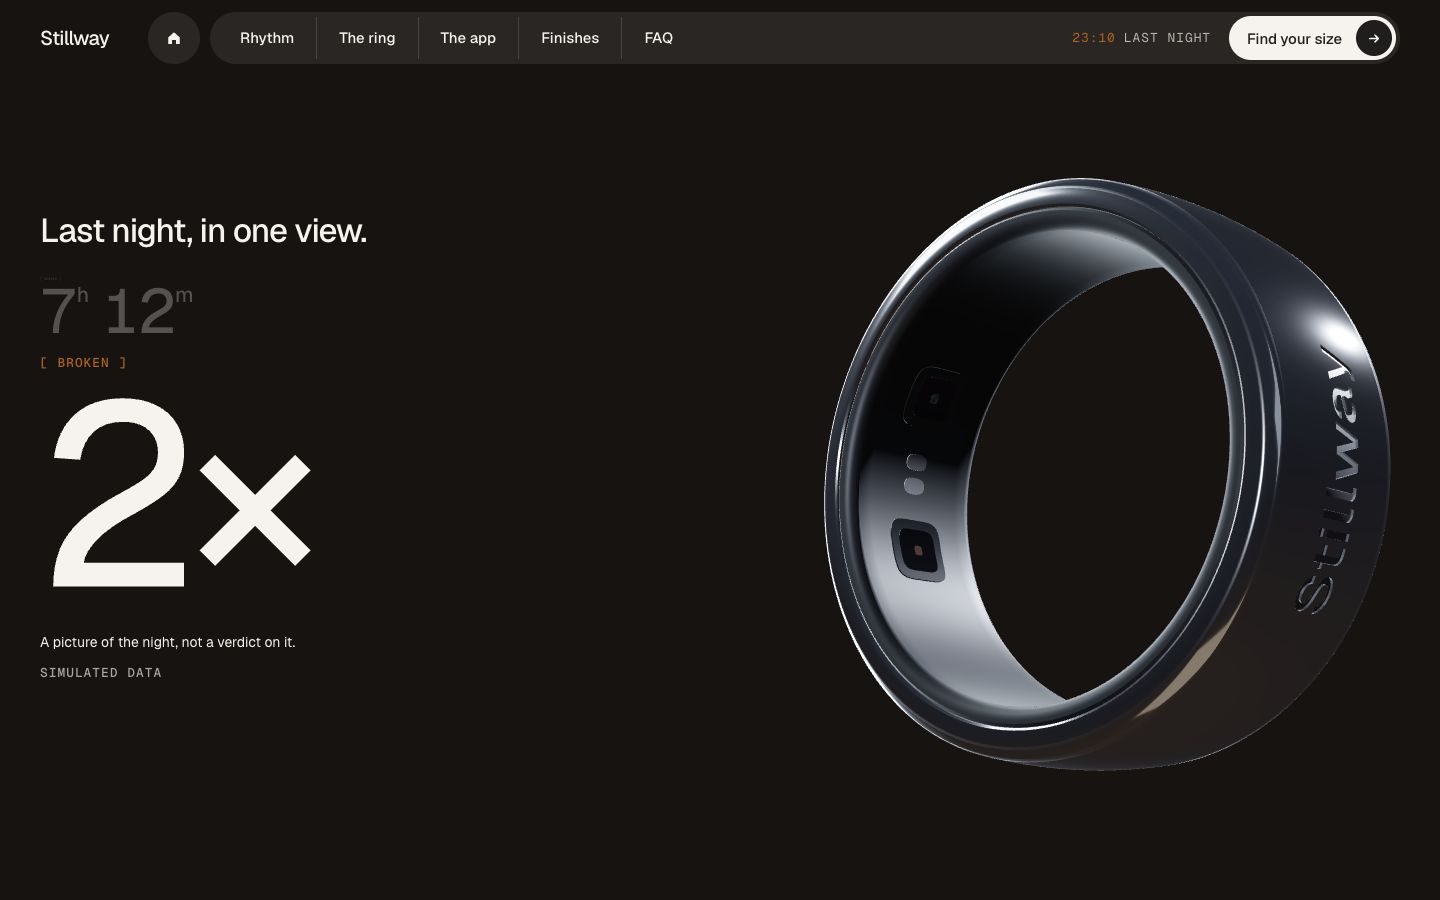 Stillway
Rhythm
The ring
The app
Finishes
FAQ
23:10 LAST NIGHT
Find your size
Last night, in one view.
7h 12m
[ BROKEN ]
2×
A picture of the night, not a verdict on it.
SIMULATED DATA
Stillway